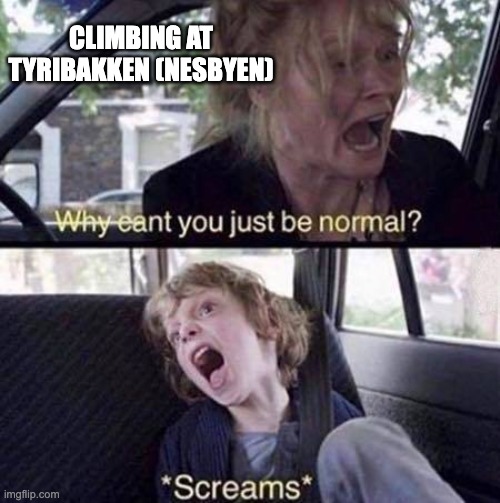 CLIMBING AT
TYRIBAKKEN (NESBYEN)
Why cant you just be normal?
*Screams*
imgflip.com